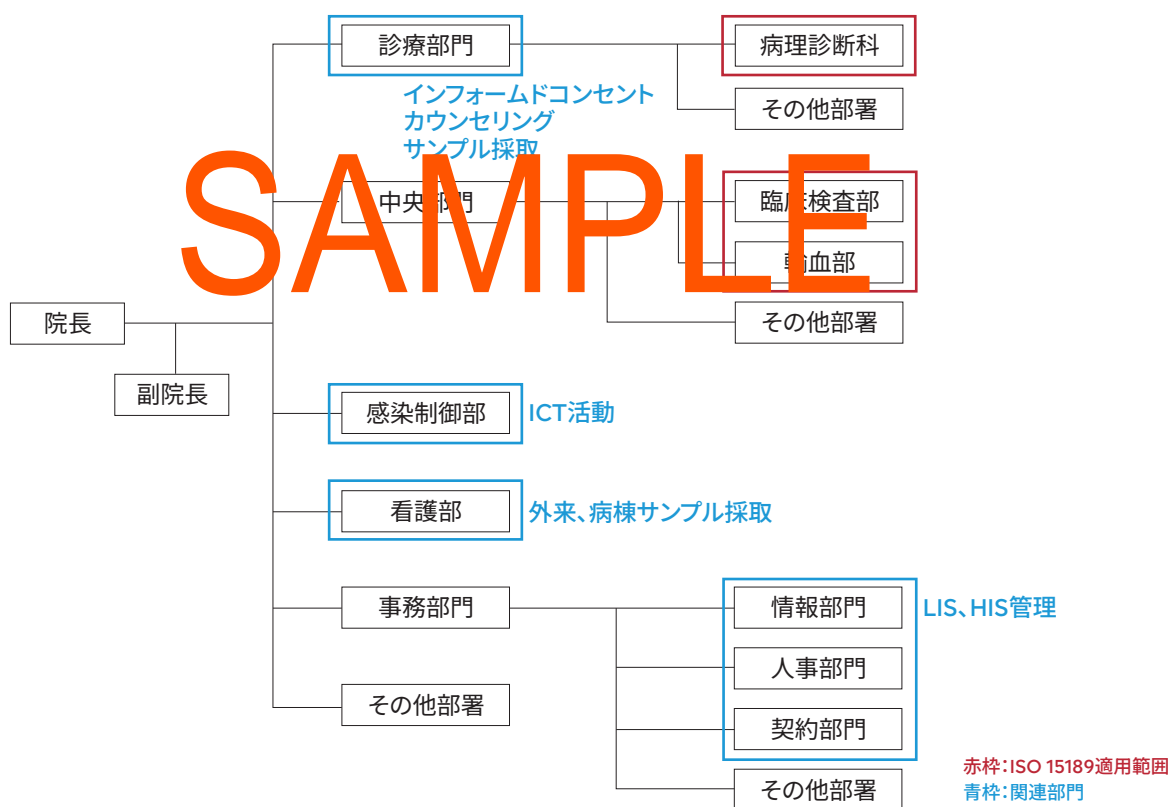 診療部門
病理診断科
インフォームドコンセント
カウンセリング
サンプル採取
その他部署
SAMPLE
中央部門
臨床検査部
輸血部
院長
その他部署
副院長
感染制御部
ICT活動
看護部
外来、病棟サンプル採取
事務部門
情報部門
LIS、HIS管理
人事部門
その他部署
契約部門
その他部署
赤枠：ISO 15189適用範囲
青枠：関連部門